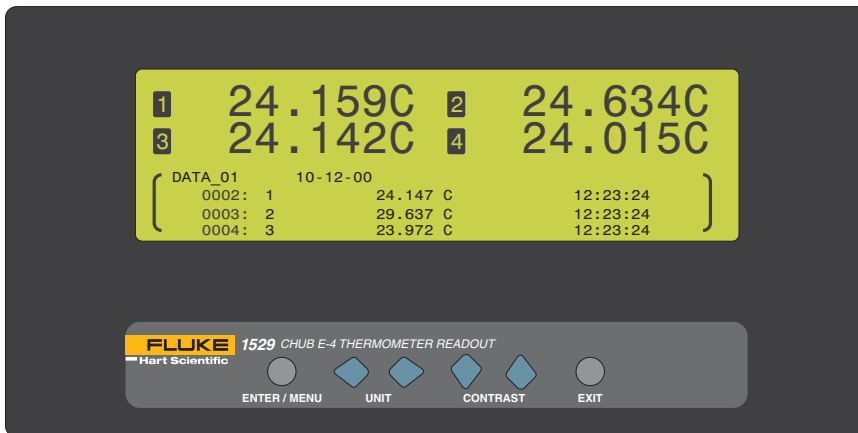 1 24.159C 2 24.634C
3 24.142C 4 24.015C
DATA_01 10-12-00
0002: 1 24.147 C 12:23:24
0003: 2 29.637 C 12:23:24
0004: 3 23.972 C 12:23:24
FLUKE 1529 CHUB E-4 THERMOMETER READOUT
Hart Scientific
ENTER / MENU UNIT CONTRAST EXIT